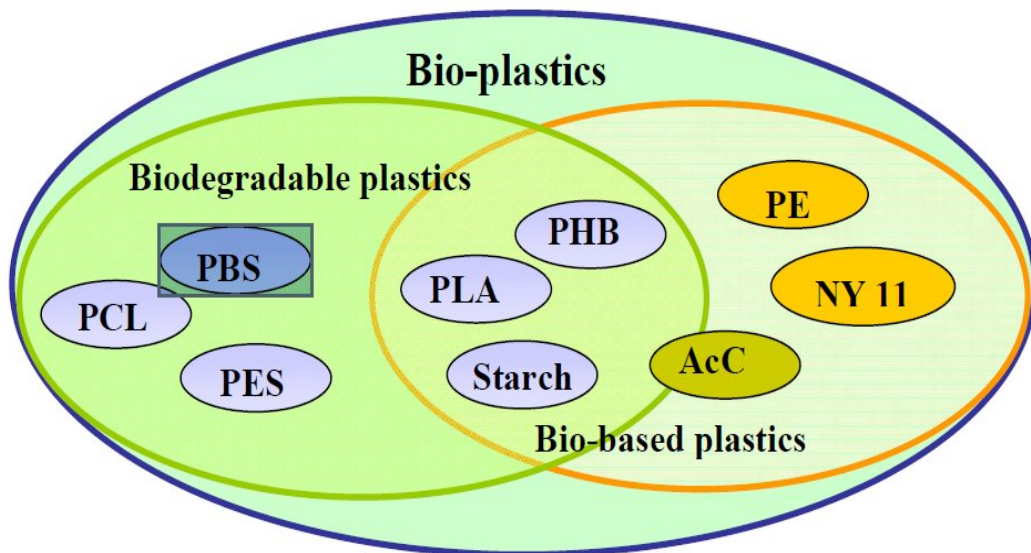 Bio-plastics
Biodegradable plastics
PE
PHB
PBS
PLA
NY 11
PCL
AcC
PES
Starch
Bio-based plastics